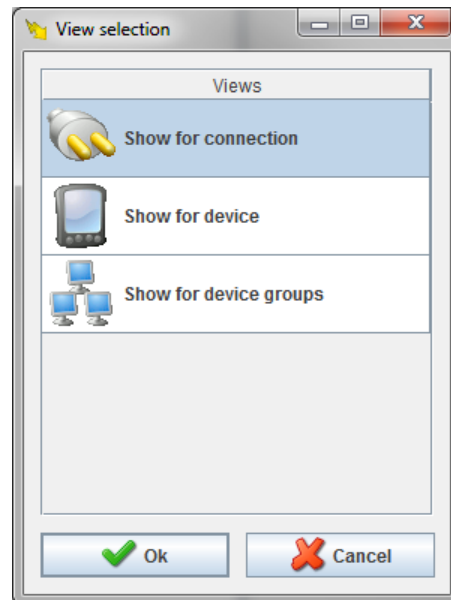 View selection
Views
Show for connection
Show for device
Show for device groups
Ok
Cancel